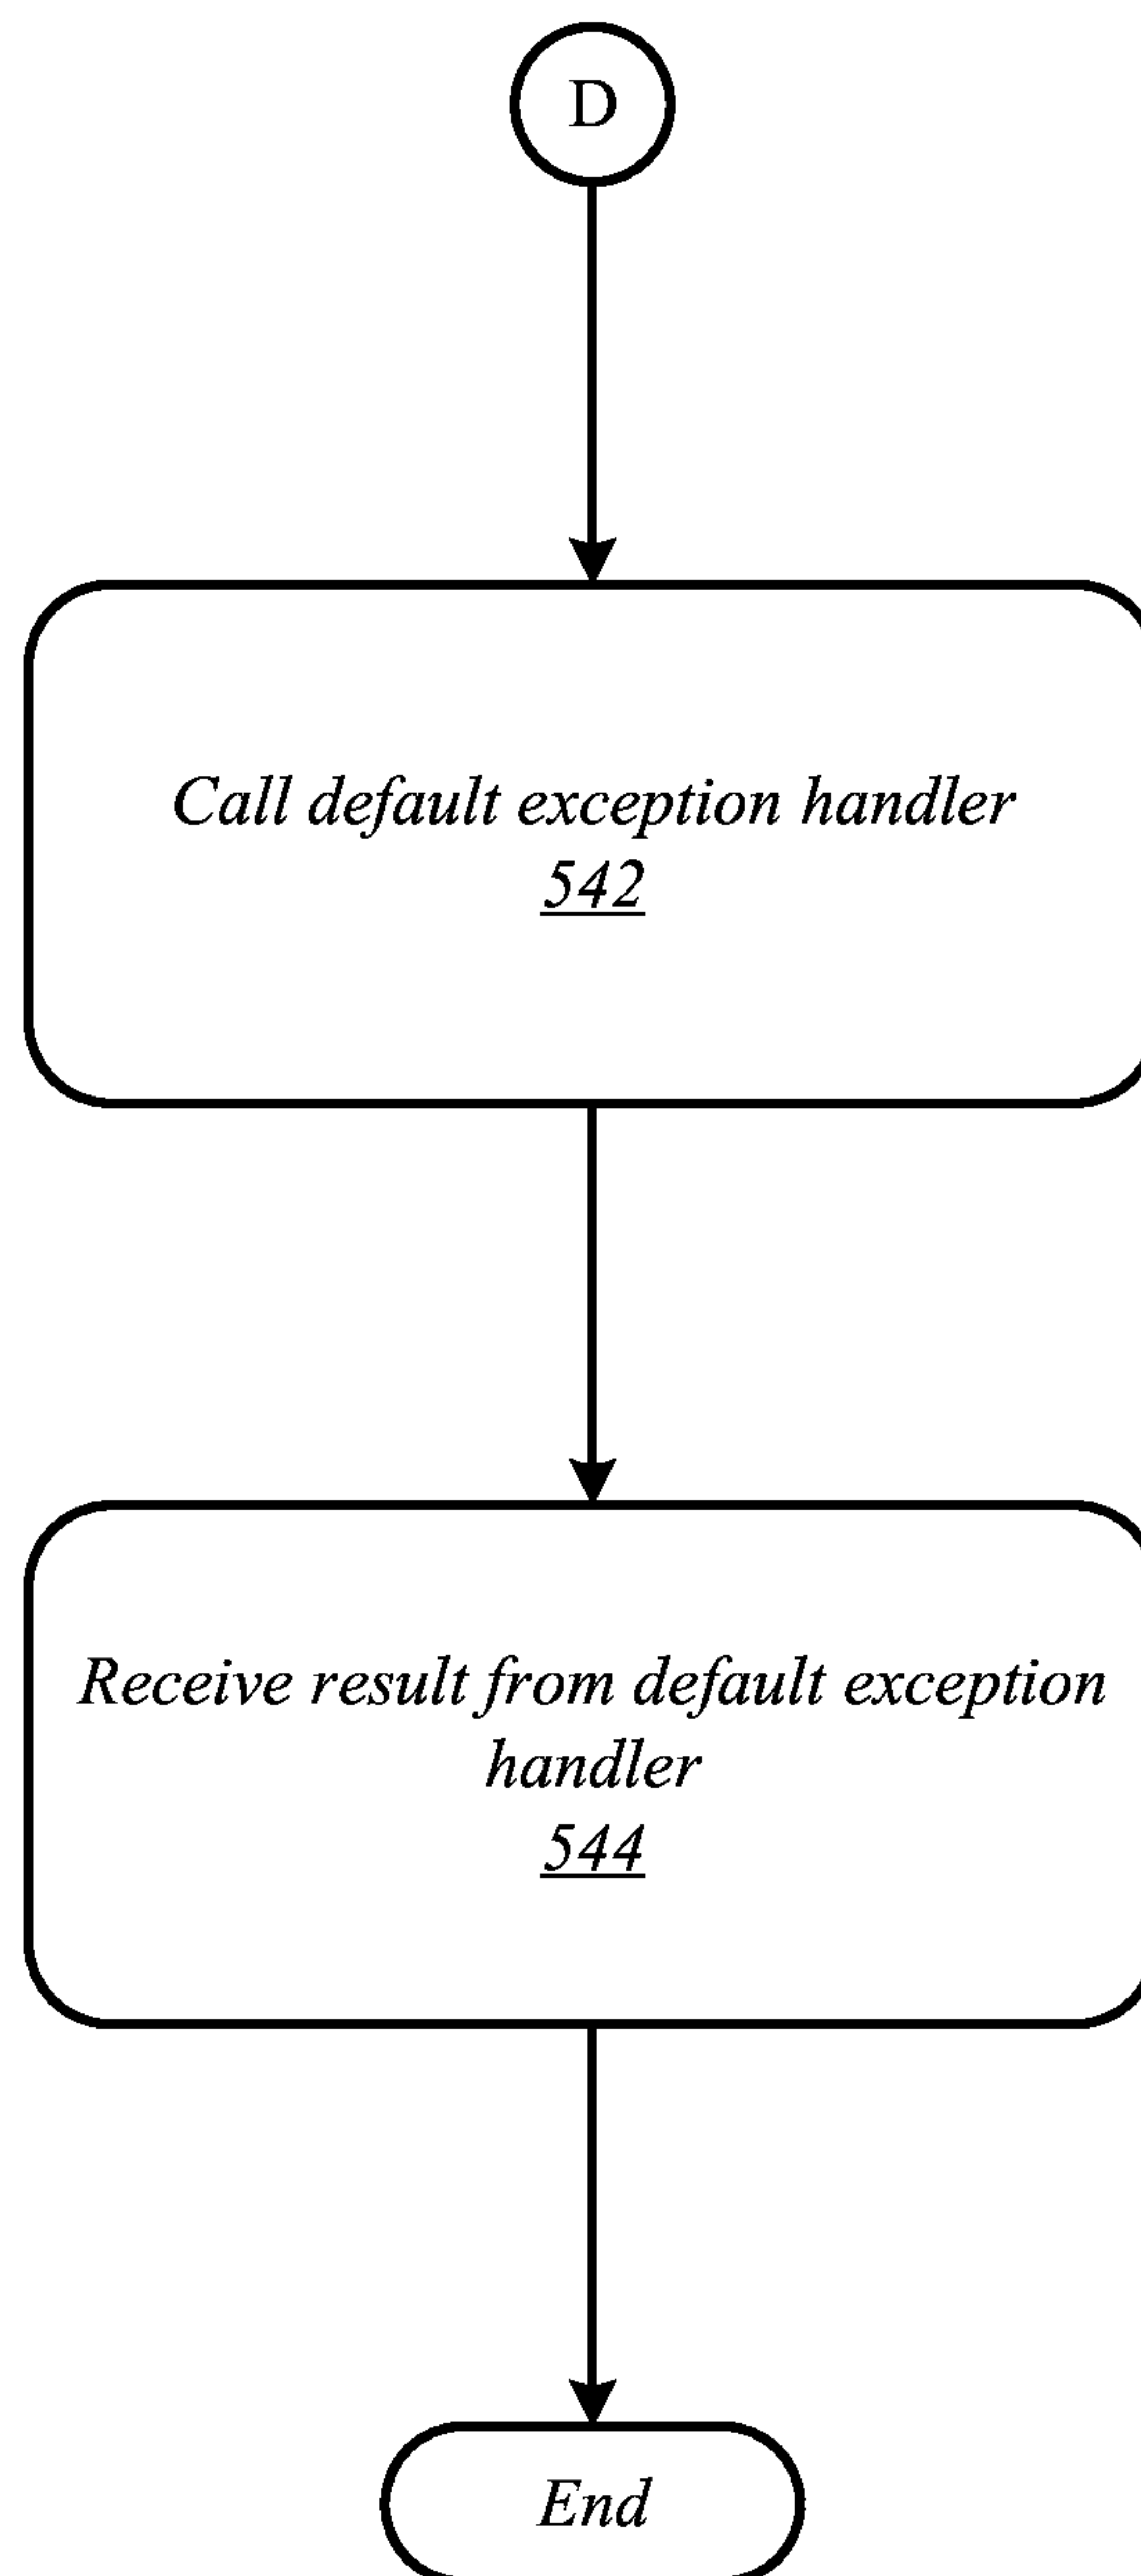 D
Call default exception handler
542
Receive result from default exception
handler
544
End